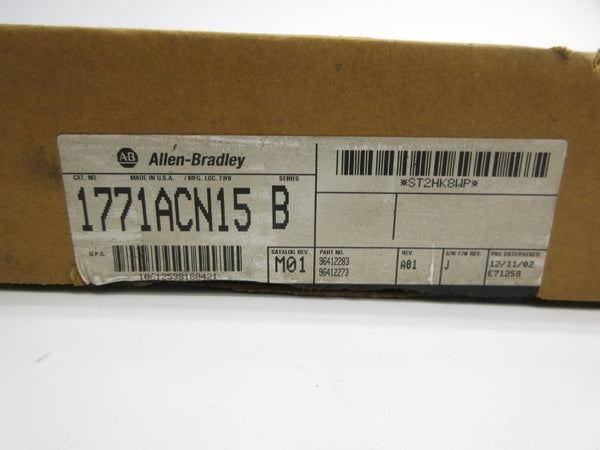 AB Allen-Bradley
CAT. NO. MADE IN U.S.A. / MFG. LOC. TWB SERIES
1771ACN15 B
U.P.C.
10612598180421
CATALOG REV.
M01
*ST2HK8WP*
PART NO.
96412283
96412273
REV.
A01
S/W F/W REV.
J
PKG DATE/PACKER
12/11/02
E71258